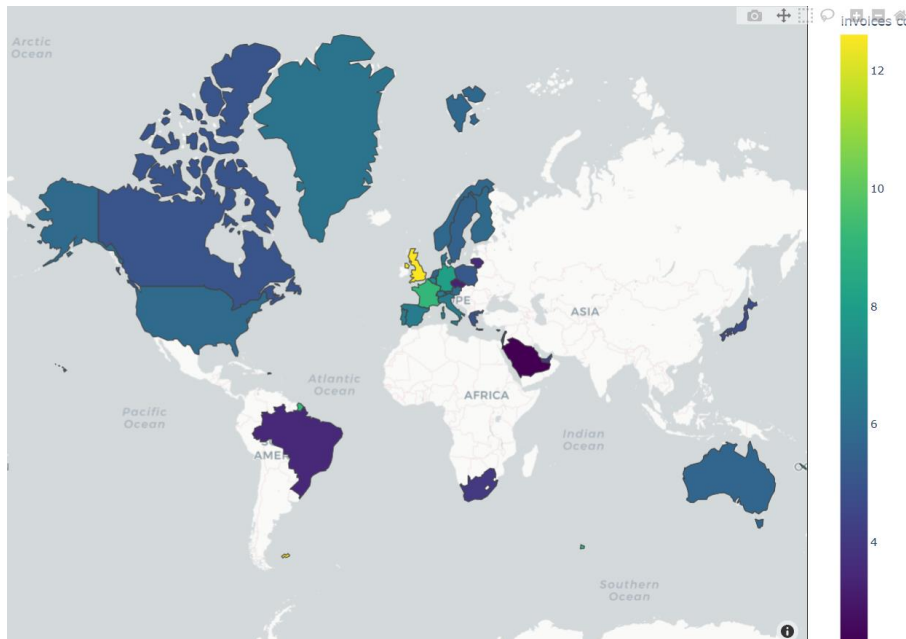 Arctic
Ocean
Invoices
12
10
PE
ASIA
8
Atlantic
Ocean
AFRICA
Pacific
Ocean
6
Indian
Ocean
AMER
4
Southern
Ocean